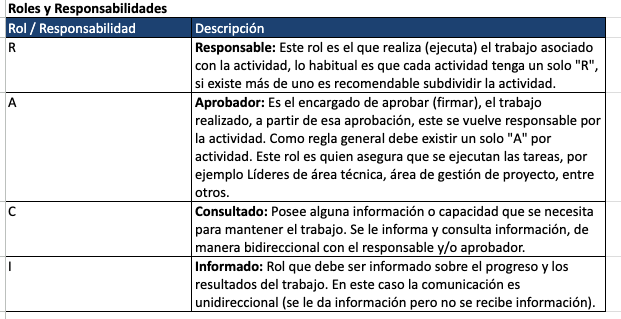 Roles y Responsabilidades
Rol / Responsabilidad Descripción
R Responsable: Este rol es el que realiza (ejecuta) el trabajo asociado
con la actividad, lo habitual es que cada actividad tenga un solo "R",
si existe más de uno es recomendable subdividir la actividad.
A Aprobador: Es el encargado de aprobar (firmar), el trabajo
realizado, a partir de esa aprobación, este se vuelve responsable por
la actividad. Como regla general debe existir un solo "A" por
actividad. Este rol es quien asegura que se ejecutan las tareas, por
ejemplo Líderes de área técnica, área de gestión de proyecto, entre
otros.
C Consultado: Posee alguna información o capacidad que se necesita
para mantener el trabajo. Se le informa y consulta información, de
manera bidireccional con el responsable y/o aprobador.
I Informado: Rol que debe ser informado sobre el progreso y los
resultados del trabajo. En este caso la comunicación es
unidireccional (se le da información pero no se recibe información).